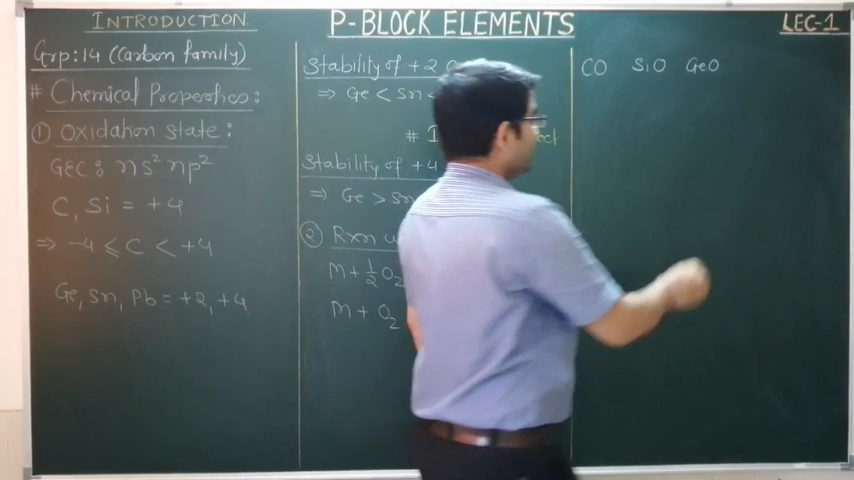 INTRODUCTION
P-BLOCK ELEMENTS
LEC-1
Grp:14 (Carbon family)
# Chemical Properties:
① Oxidation state:
GEC: ns² np²
C, Si = +4
⇒ -4 ≤ C < +4
Ge, Sn, Pb = +2, +4
Stability of +2
⇒ Ge < Sn <
#
Stability of +4
⇒ Ge > Sn
② Rxn
M + ½O₂
M + O₂
CO SiO GeO